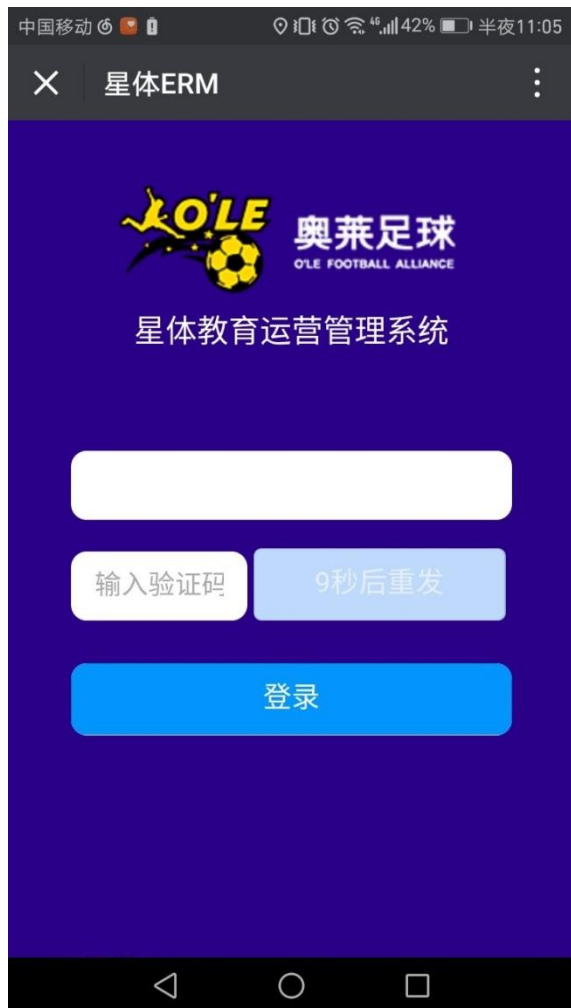 中国移动 46 42% 半夜11:05
星体ERM
O'LE
奥莱足球
O'LE FOOTBALL ALLIANCE
星体教育运营管理系统
输入验证码
9秒后重发
登录